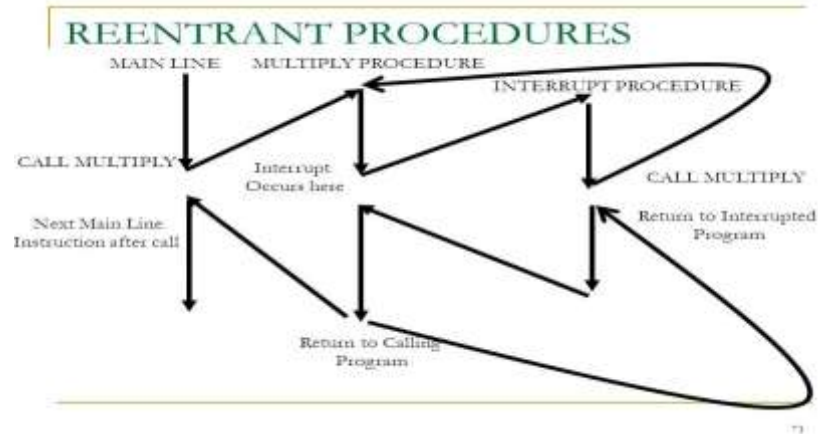 REENTRANT PROCEDURES
MAIN LINE
MULTIPLY PROCEDURE
INTERRUPT PROCEDURE
CALL MULTIPLY
Interrupt
Occurs here
CALL MULTIPLY
Next Main Line
Instruction after call
Return to Interrupted
Program
Return to Calling
Program